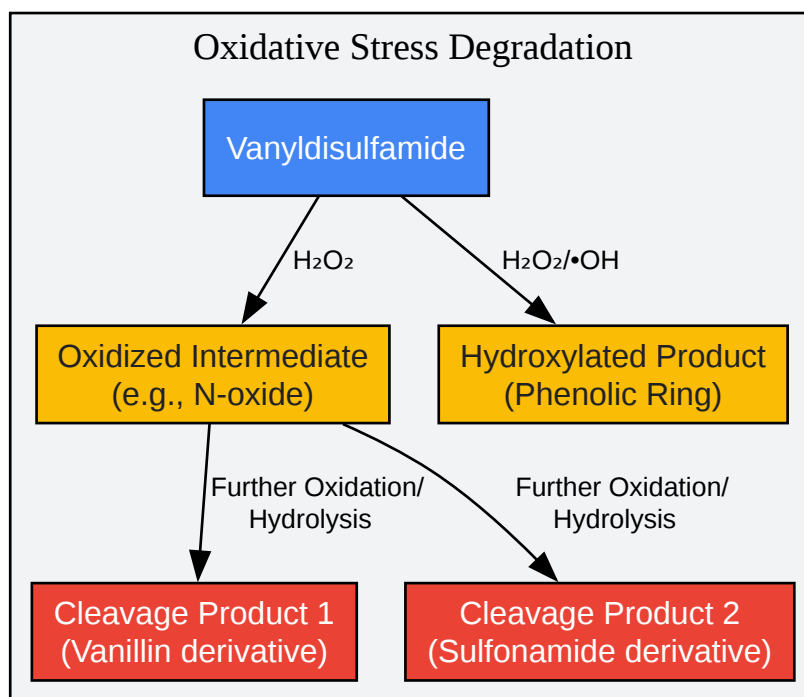 Oxidative Stress Degradation
Vanyldisulfamide
H₂O₂
H₂O₂/•OH
Oxidized Intermediate
(e.g., N-oxide)
Hydroxylated Product
(Phenolic Ring)
Further Oxidation/
Hydrolysis
Further Oxidation/
Hydrolysis
Cleavage Product 1
(Vanillin derivative)
Cleavage Product 2
(Sulfonamide derivative)